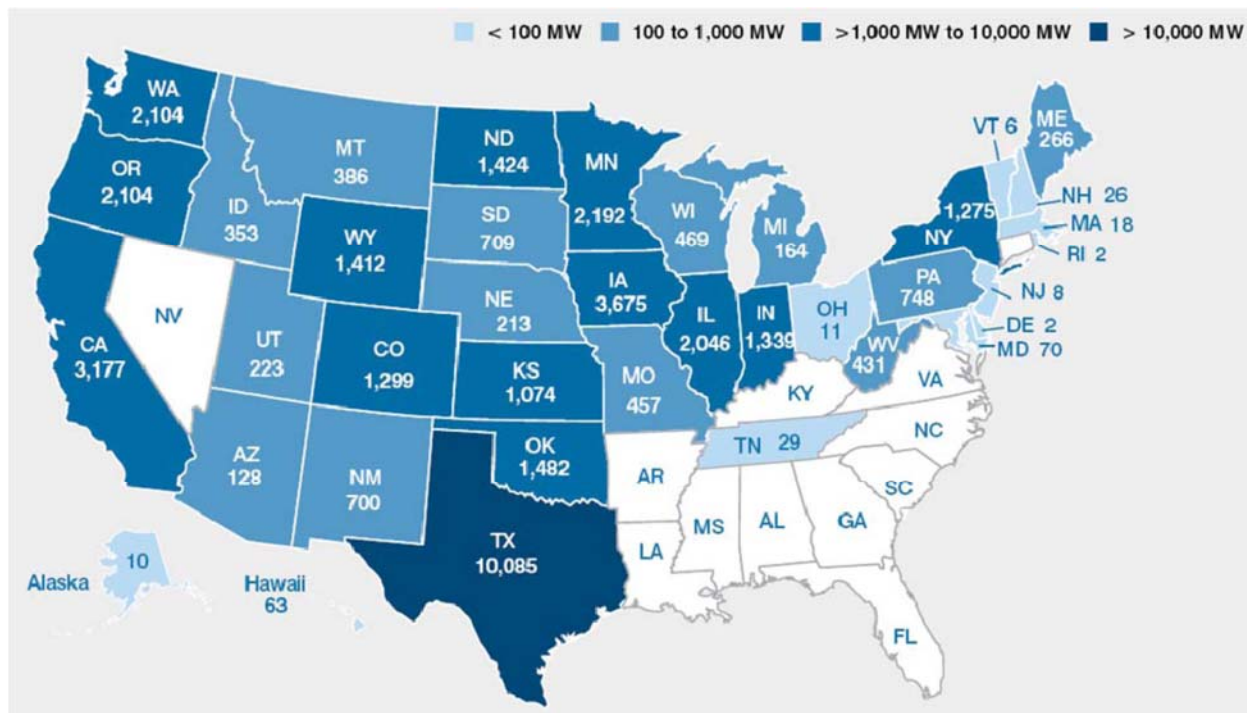 < 100 MW 100 to 1,000 MW >1,000 MW to 10,000 MW > 10,000 MW
WA
2,104
OR
2,104
CA
3,177
NV
ID
353
MT
386
WY
1,412
UT
223
CO
1,299
AZ
128
NM
700
ND
1,424
SD
709
NE
213
KS
1,074
OK
1,482
TX
10,085
MN
2,192
IA
3,675
MO
457
AR
LA
WI
469
IL
2,046
MI
164
IN
1,339
OH
11
KY
TN 29
MS
AL
GA
FL
SC
NC
VA
WV
431
PA
748
1,275
NY
VT 6
ME
266
NH 26
MA 18
RI 2
NJ 8
DE 2
MD 70
Alaska
10
Hawaii
63